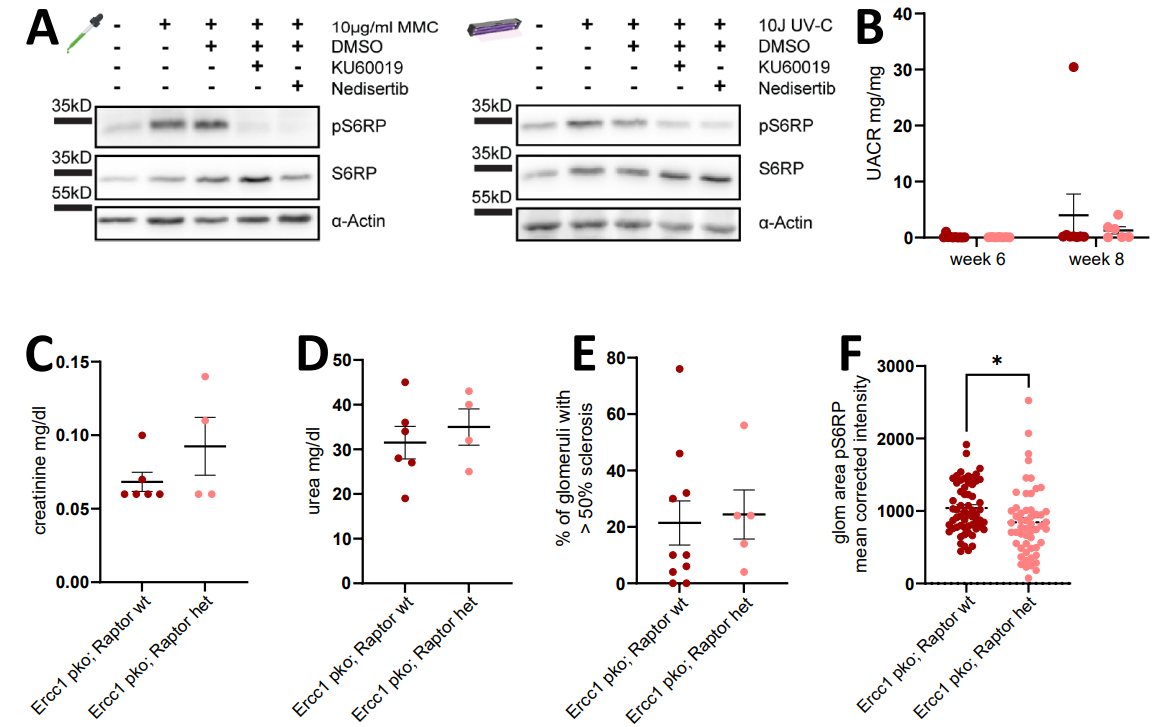 A
- + + + + 10µg/ml MMC
- - + + + DMSO
- - - + - KU60019
- - - - + Nedisertib
35kD
pS6RP
35kD
S6RP
55kD
α-Actin
- + + + + 10J UV-C
- - + + + DMSO
- - - + - KU60019
- - - - + Nedisertib
35kD
pS6RP
35kD
S6RP
55kD
α-Actin
B
UACR mg/mg
40
30
20
10
0
week 6 week 8
C
creatinine mg/dl
0.15
0.10
0.05
0.00
Ercc1 pko; Raptor wt
Ercc1 pko; Raptor het
D
urea mg/dl
50
40
30
20
10
0
Ercc1 pko; Raptor wt
Ercc1 pko; Raptor het
E
% of glomeruli with
> 50% sclerosis
80
60
40
20
0
Ercc1 pko; Raptor wt
Ercc1 pko; Raptor het
F
glom area pS6RP
mean corrected intensity
3000
2000
1000
0
*
Ercc1 pko; Raptor wt
Ercc1 pko; Raptor het